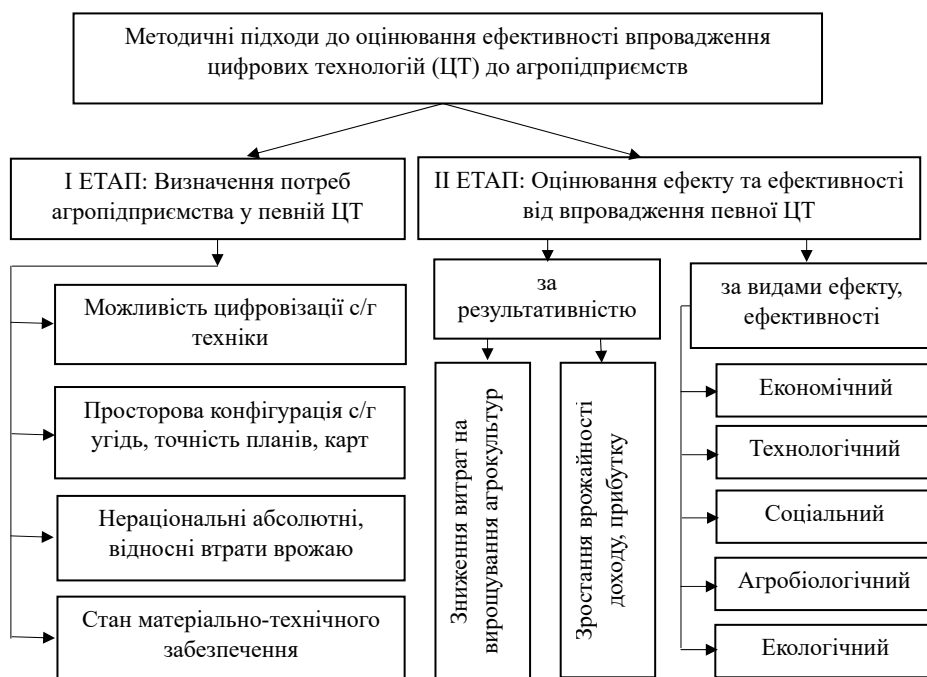 Методичні підходи до оцінювання ефективності впровадження
цифрових технологій (ЦТ) до агропідприємств
І ЕТАП: Визначення потреб
агропідприємства у певній ЦТ
Можливість цифровізації с/г
техніки
Просторова конфігурація с/г
угідь, точність планів, карт
Нераціональні абсолютні,
відносні втрати врожаю
Стан матеріально-технічного
забезпечення
ІІ ЕТАП: Оцінювання ефекту та ефективності
від впровадження певної ЦТ
за
результативністю
Зниження витрат на
вирощування агрокультур
Зростання врожайності
доходу, прибутку
за видами ефекту,
ефективності
Економічний
Технологічний
Соціальний
Агробіологічний
Екологічний